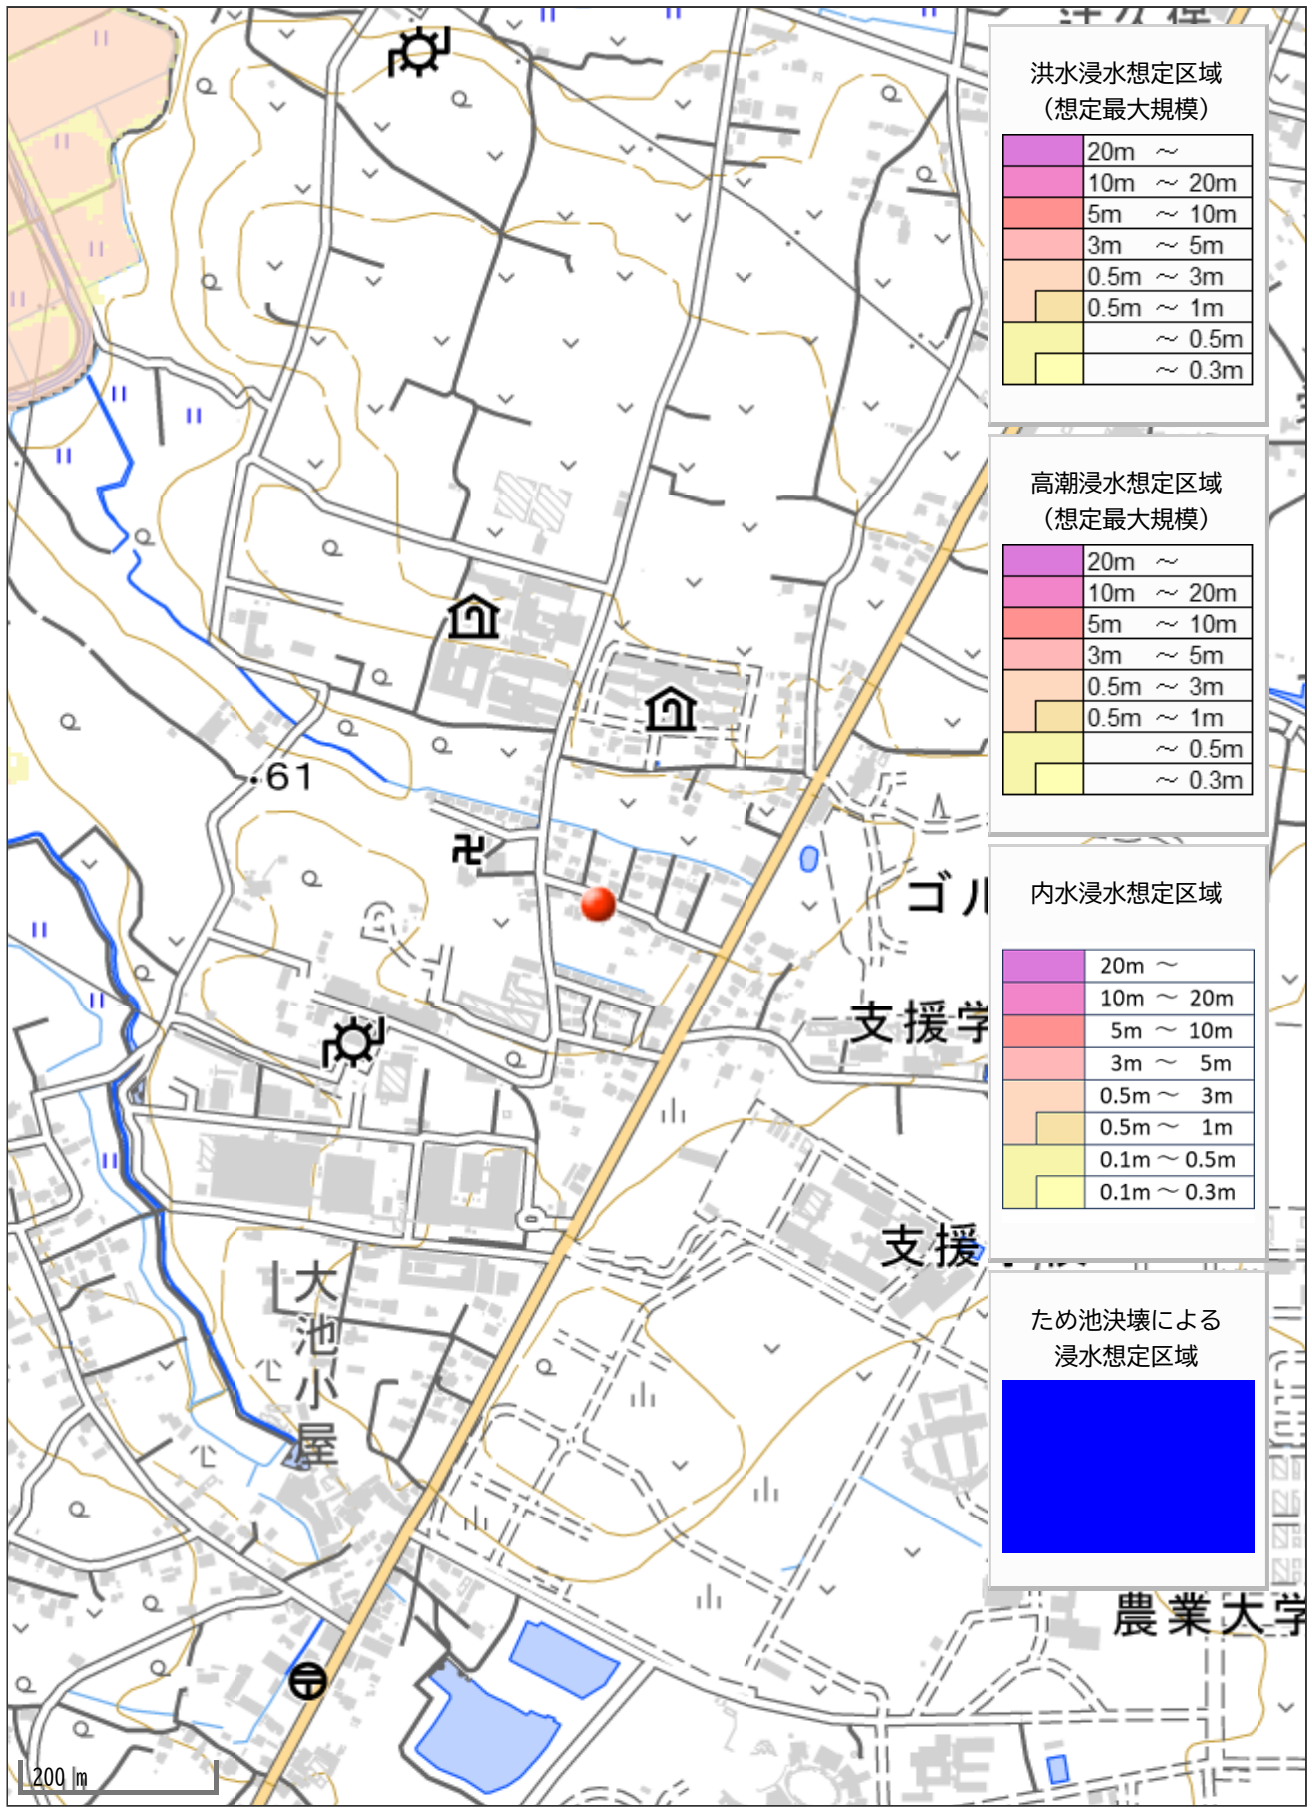 洪水浸水想定区域
（想定最大規模）
20m ～
10m ～ 20m
5m ～ 10m
3m ～ 5m
0.5m ～ 3m
0.5m ～ 1m
～ 0.5m
～ 0.3m
高潮浸水想定区域
（想定最大規模）
20m ～
10m ～ 20m
5m ～ 10m
3m ～ 5m
0.5m ～ 3m
0.5m ～ 1m
～ 0.5m
～ 0.3m
・61
卍
ゴル
内水浸水想定区域
20m ～
10m ～ 20m
5m ～ 10m
3m ～ 5m
0.5m ～ 3m
0.5m ～ 1m
0.1m ～ 0.5m
0.1m ～ 0.3m
支援学
支援
大池小屋
ため池決壊による
浸水想定区域
農業大学
200 m